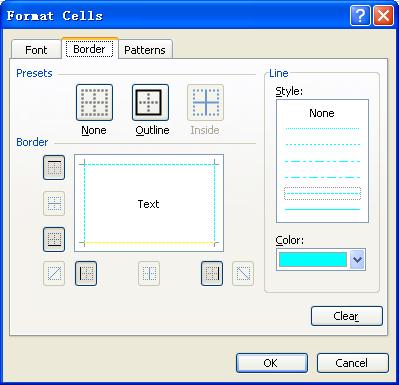 Format Cells
Font Border Patterns
Presets
None Outline Inside
Border
Text
Line
Style:
None
Color:
Clear
OK Cancel